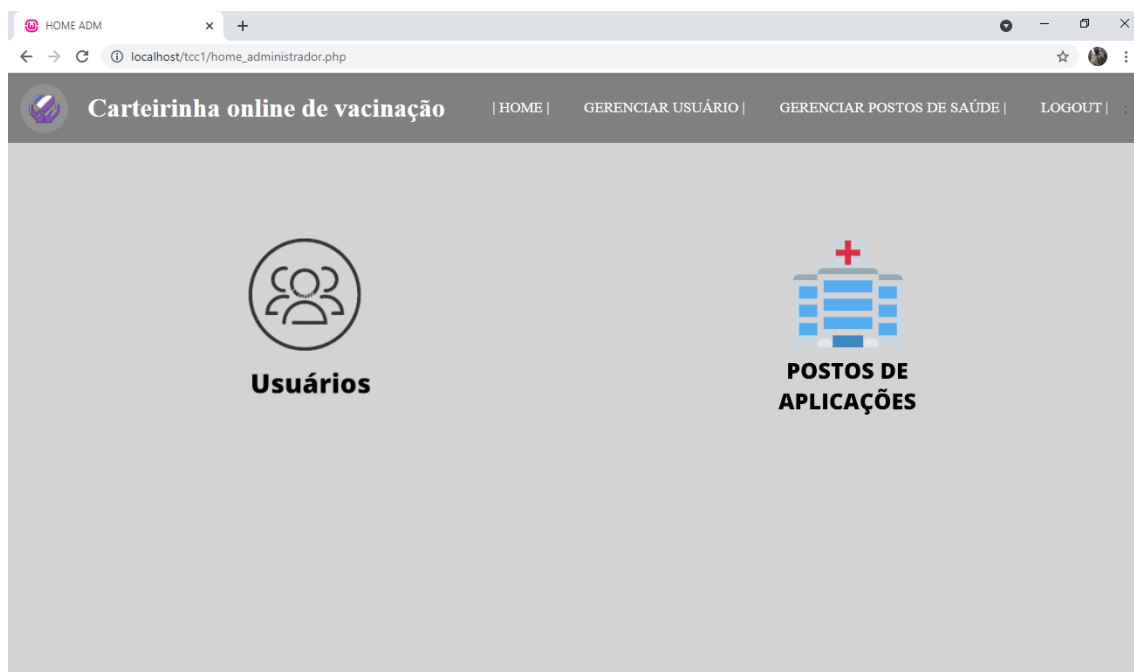 HOME ADM
localhost/tcc1/home_administrador.php
Carteirinha online de vacinação | HOME | GERENCIAR USUÁRIO | GERENCIAR POSTOS DE SAÚDE | LOGOUT | ;
Usuários
POSTOS DE
APLICAÇÕES